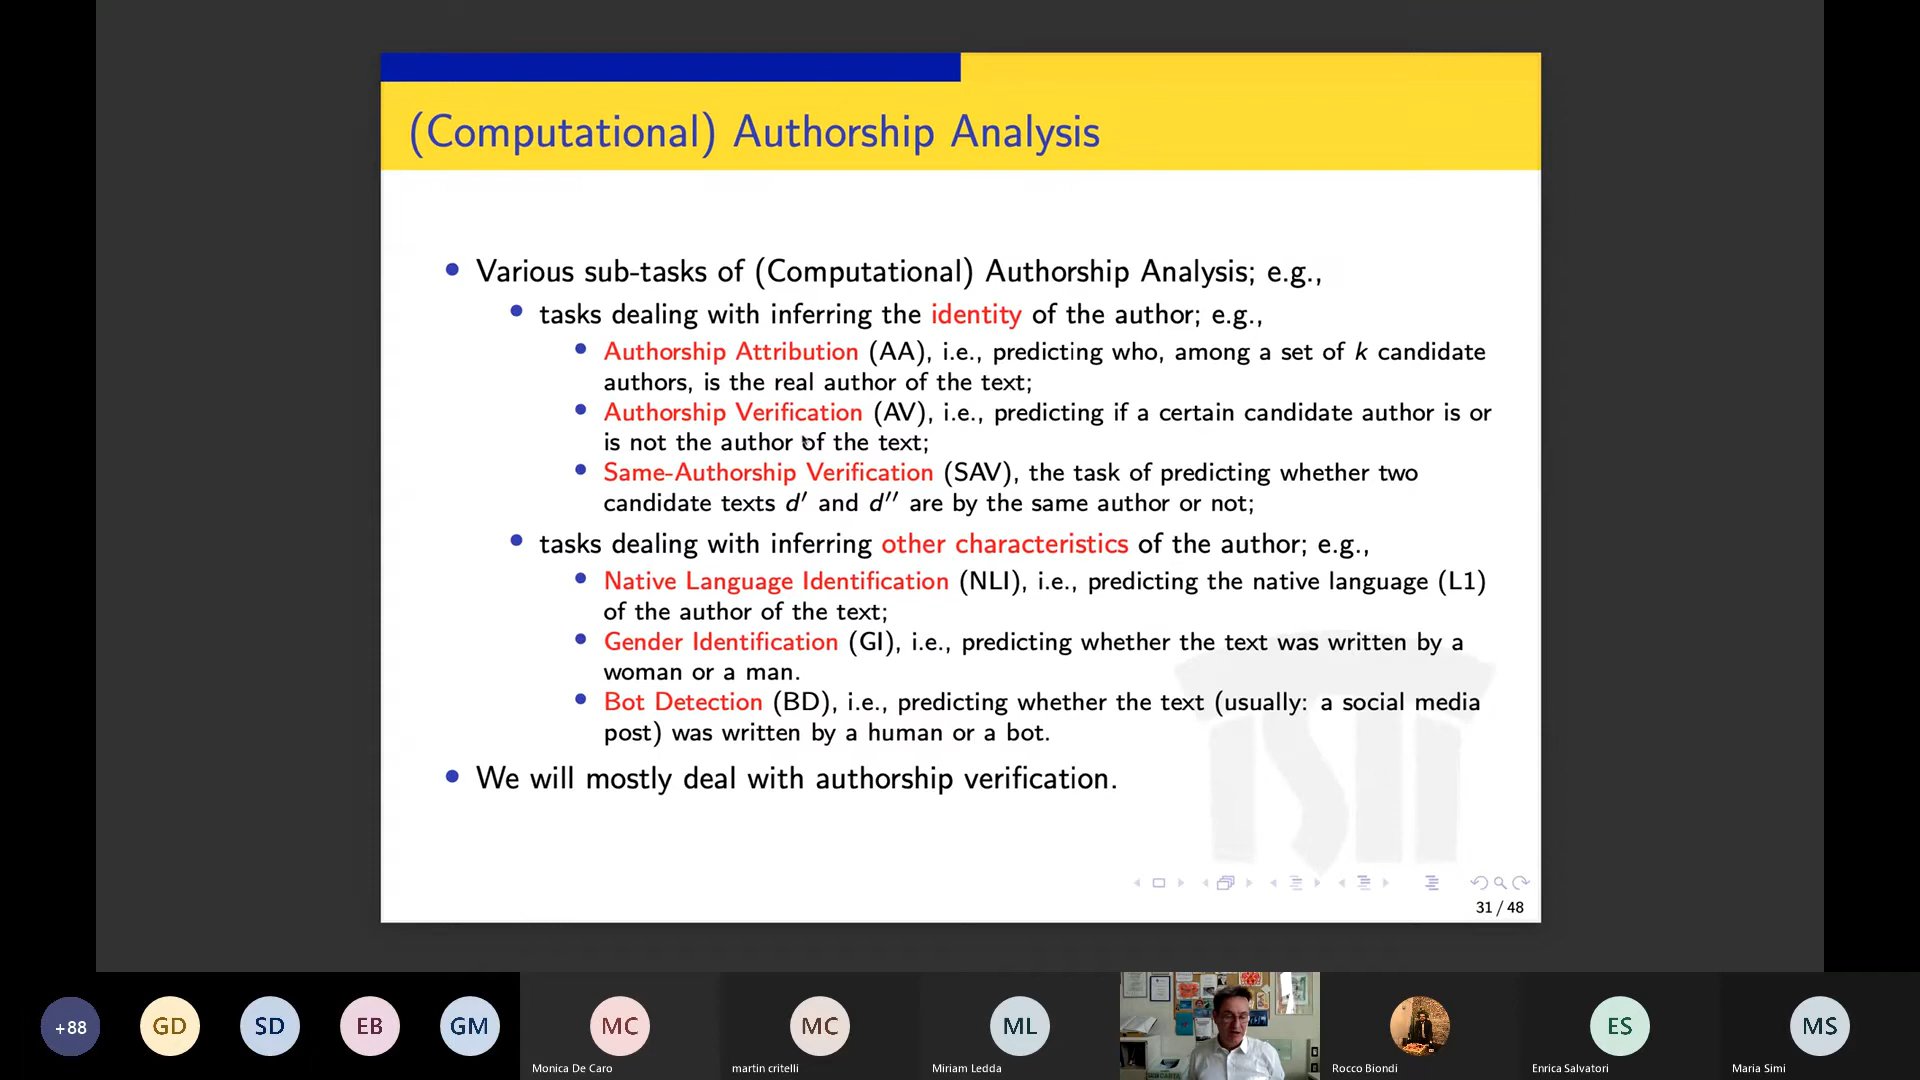 (Computational) Authorship Analysis
Various sub-tasks of (Computational) Authorship Analysis; e.g.,
tasks dealing with inferring the identity of the author; e.g.,
Authorship Attribution (AA), i.e., predicting who, among a set of k candidate
authors, is the real author of the text;
Authorship Verification (AV), i.e., predicting if a certain candidate author is or
is not the author of the text;
Same-Authorship Verification (SAV), the task of predicting whether two
candidate texts d′ and d′′ are by the same author or not;
tasks dealing with inferring other characteristics of the author; e.g.,
Native Language Identification (NLI), i.e., predicting the native language (L1)
of the author of the text;
Gender Identification (GI), i.e., predicting whether the text was written by a
woman or a man.
Bot Detection (BD), i.e., predicting whether the text (usually: a social media
post) was written by a human or a bot.
We will mostly deal with authorship verification.
31 / 48
+88 GD SD EB GM MC MC ML ES MS
Monica De Caro martin critelli Miriam Ledda Rocco Biondi Enrica Salvatori Maria Simi